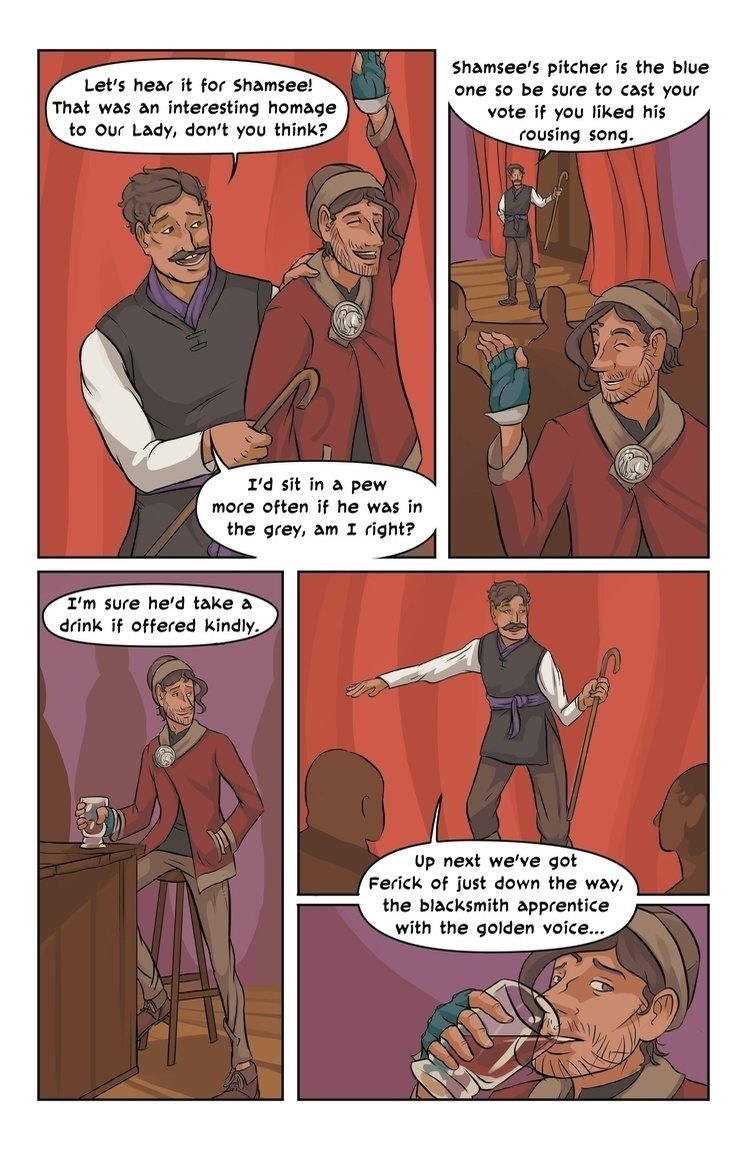 Let's hear it for Shamsee!
That was an interesting homage
to Our Lady, don't you think?
I'd sit in a pew
more often if he was in
the grey, am I right?
Shamsee's pitcher is the blue
one so be sure to cast your
vote if you liked his
rousing song.
I'm sure he'd take a
drink if offered kindly.
Up next we've got
Ferick of just down the way,
the blacksmith apprentice
with the golden voice...